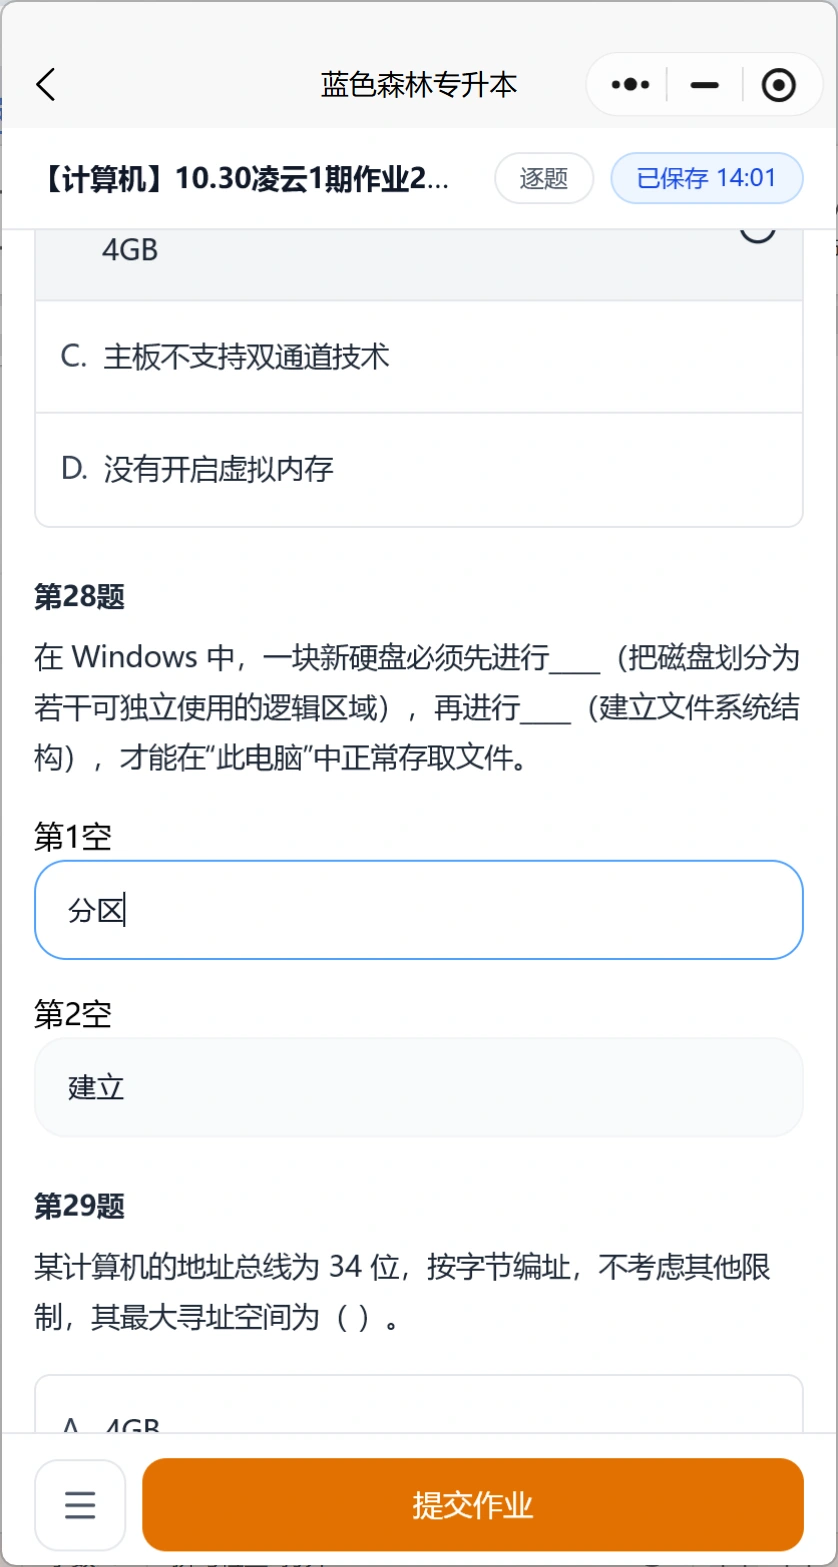 蓝色森林专升本
【计算机】10.30凌云1期作业2...
逐题
已保存 14:01
4GB
C. 主板不支持双通道技术
D. 没有开启虚拟内存
第28题
在 Windows 中，一块新硬盘必须先进行____（把磁盘划分为
若干可独立使用的逻辑区域），再进行____（建立文件系统结
构），才能在“此电脑”中正常存取文件。
第1空
分区
第2空
建立
第29题
某计算机的地址总线为 34 位，按字节编址，不考虑其他限
制，其最大寻址空间为（ ）。
A. 4GB
提交作业